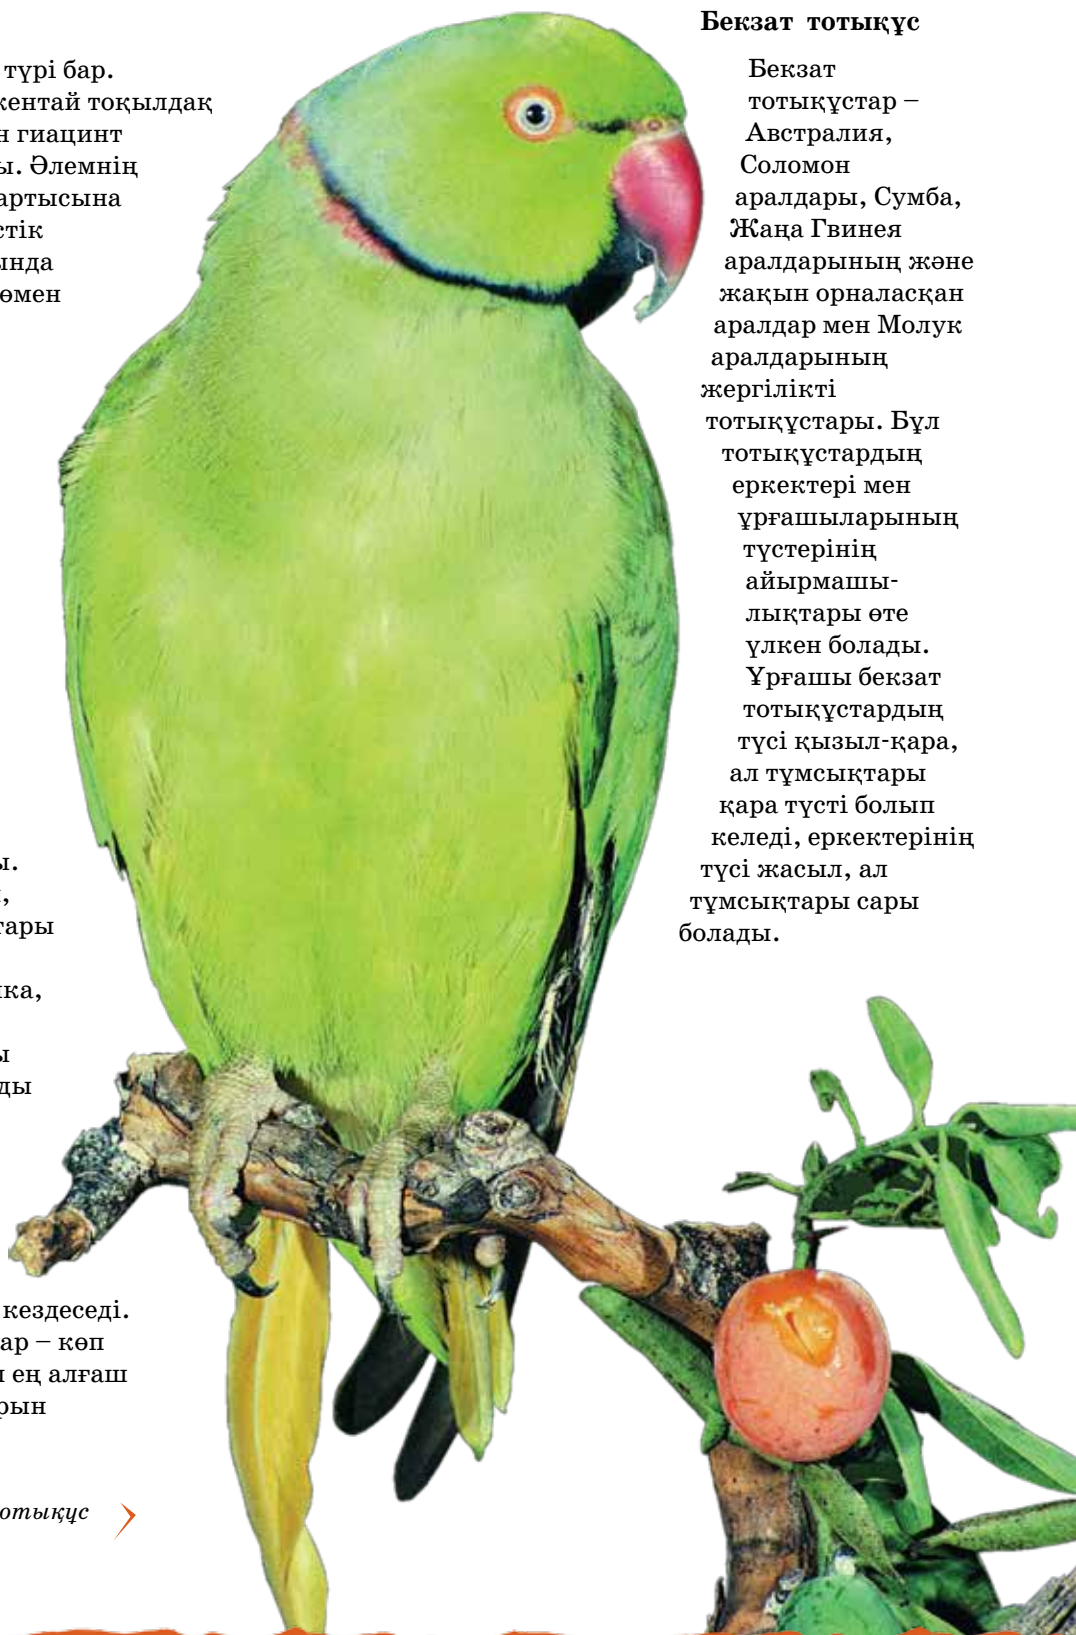 түрі бар.
кентай тоқылдақ
н гиацинт
ы. Әлемнің
артысына
стік
ында
өмен
ы.
,
тары
ка,
ы
ды
кездеседі.
ар – көп
ң алғаш
рын
отықұс
Бекзат тотықұс
Бекзат
тотықұстар –
Австралия,
Соломон
аралдары, Сумба,
Жаңа Гвинея
аралдарының және
жақын орналасқан
аралдар мен Молук
аралдарының
жергілікті
тотықұстары. Бұл
тотықұстардың
еркектері мен
ұрғашыларының
түстерінің
айырмашы-
лықтары өте
үлкен болады.
Ұрғашы бекзат
тотықұстардың
түсі қызыл-қара,
ал тұмсықтары
қара түсті болып
келеді, еркектерінің
түсі жасыл, ал
тұмсықтары сары
болады.